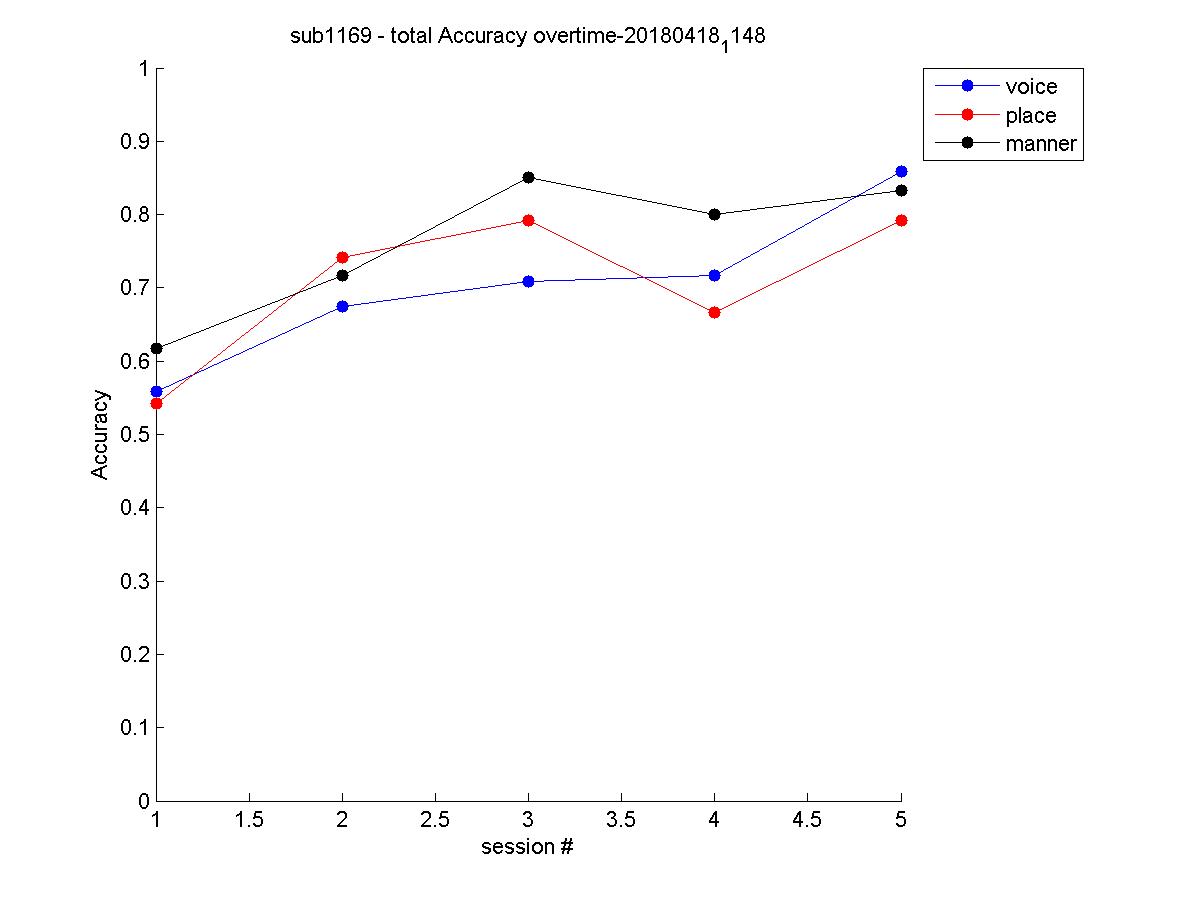 sub1169 - total Accuracy overtime-20180418₁148
voice
place
manner
1
0.9
0.8
0.7
0.6
0.5
0.4
0.3
0.2
0.1
0
Accuracy
1 1.5 2 2.5 3 3.5 4 4.5 5
session #